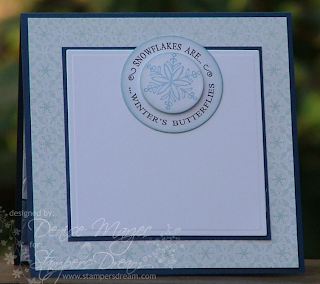 SNOWFLAKES ARE...
...WINTER'S BUTTERFLIES
designed by:
for
Stampers Dream
www.stampersdream.com